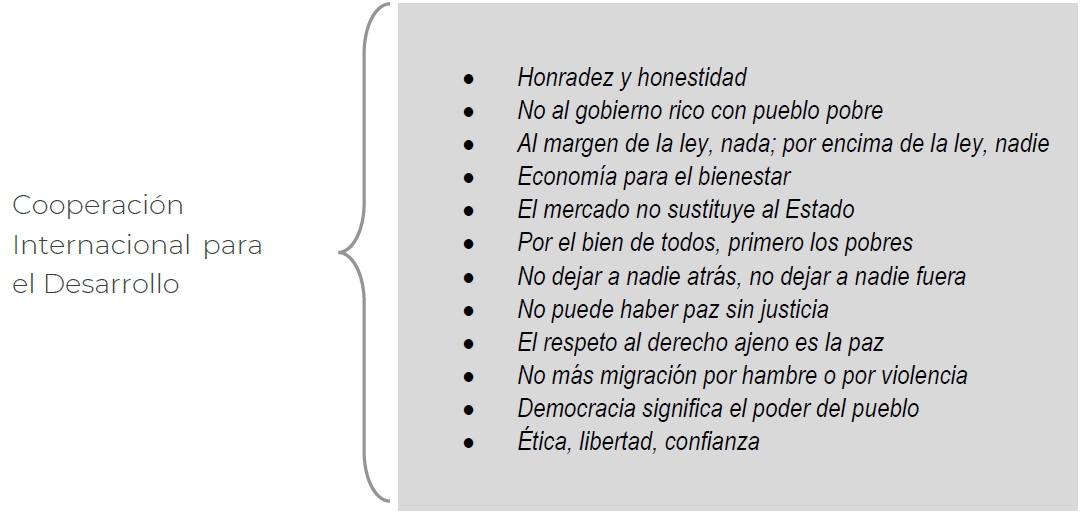 Cooperación
Internacional para
el Desarrollo
• Honradez y honestidad
• No al gobierno rico con pueblo pobre
• Al margen de la ley, nada; por encima de la ley, nadie
• Economía para el bienestar
• El mercado no sustituye al Estado
• Por el bien de todos, primero los pobres
• No dejar a nadie atrás, no dejar a nadie fuera
• No puede haber paz sin justicia
• El respeto al derecho ajeno es la paz
• No más migración por hambre o por violencia
• Democracia significa el poder del pueblo
• Ética, libertad, confianza